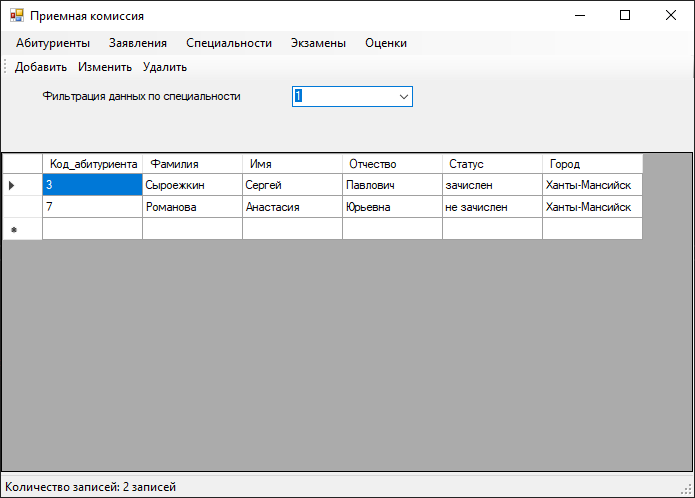 Приемная комиссия
Абитуриенты Заявления Специальности Экзамены Оценки
Добавить Изменить Удалить
Фильтрация данных по специальности 1
Код_абитуриента Фамилия Имя Отчество Статус Город
3 Сыроежкин Сергей Павлович зачислен Ханты-Мансийск
7 Романова Анастасия Юрьевна не зачислен Ханты-Мансийск
Количество записей: 2 записей